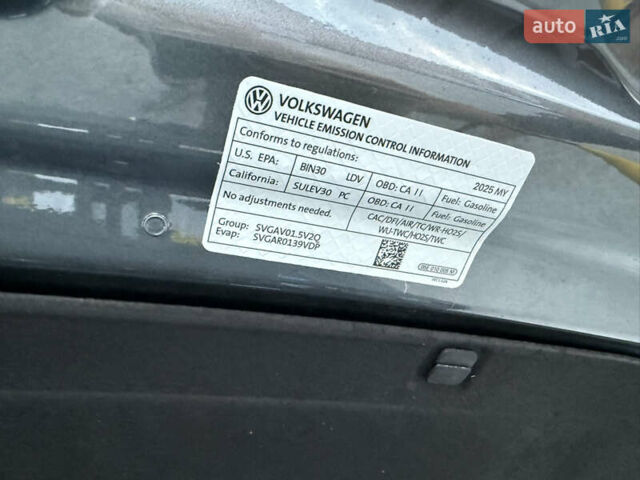 auto RIA.com
VOLKSWAGEN
VEHICLE EMISSION CONTROL INFORMATION
Conforms to regulations: 2025 MY
U.S. EPA: BIN30 LDV OBD: CA II Fuel: Gasoline
California: SULEV30 PC OBD: CA II Fuel: Gasoline
No adjustments needed. CAC/DFI/AIR/TC/WR-HO2S/
WU-TWC/HO2S/TWC
Group: SVGAV01.5V2Q
Evap: SVGAR0139VDP